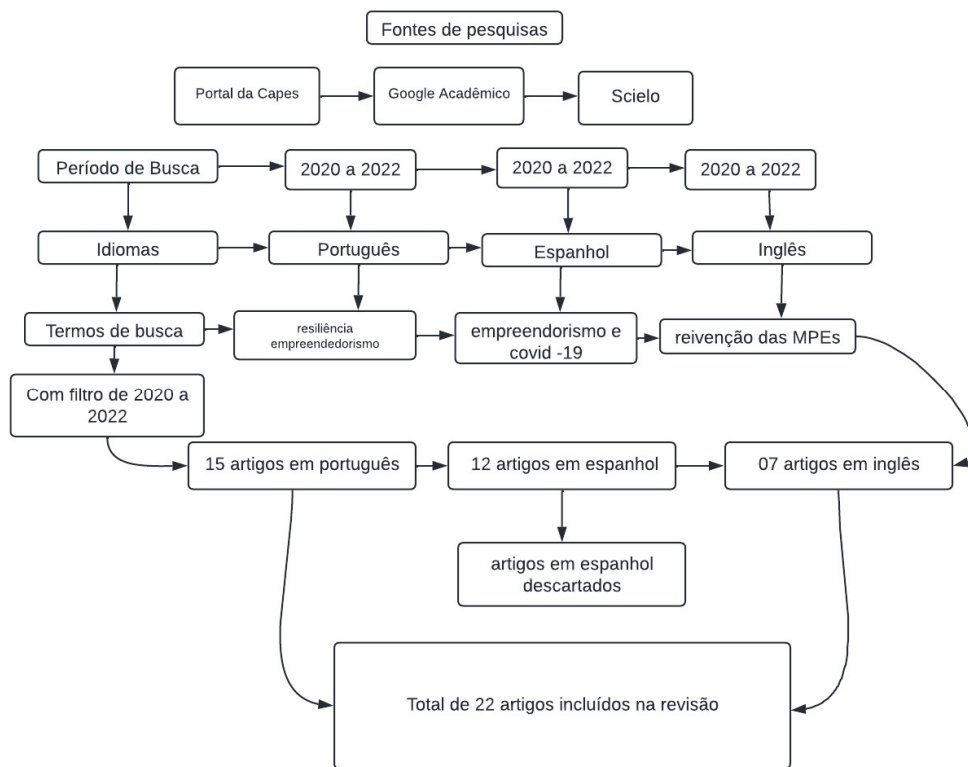 Fontes de pesquisas
Portal da Capes
Google Acadêmico
Scielo
Período de Busca
2020 a 2022
2020 a 2022
2020 a 2022
Idiomas
Português
Espanhol
Inglês
Termos de busca
resiliência
empreendedorismo
empreendorismo e
covid -19
reivenção das MPEs
Com filtro de 2020 a
2022
15 artigos em português
12 artigos em espanhol
07 artigos em inglês
artigos em espanhol
descartados
Total de 22 artigos incluídos na revisão